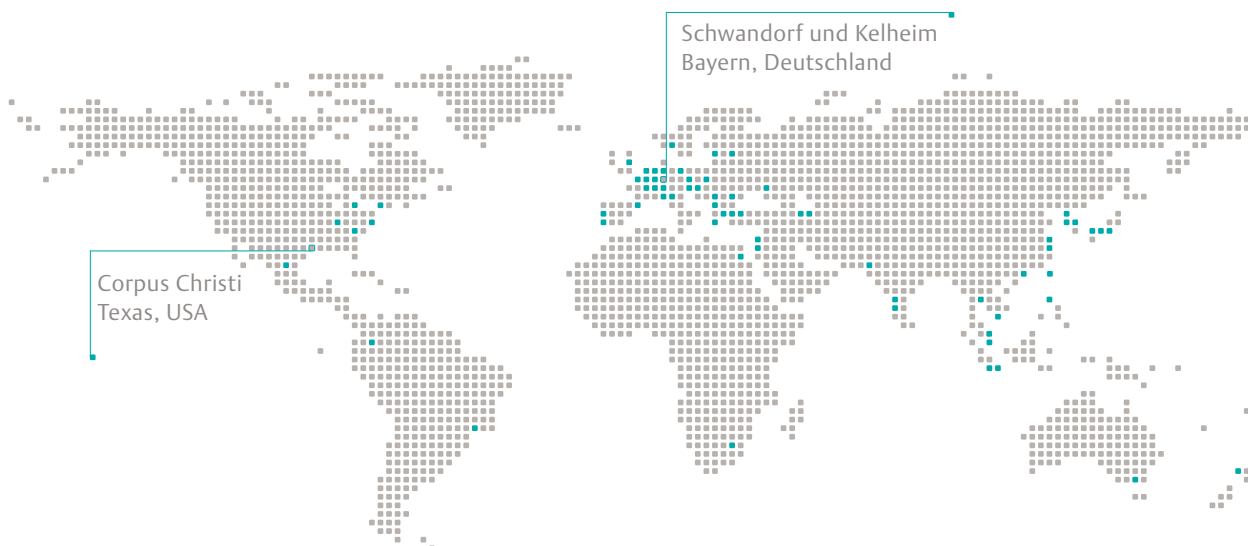 Schwandorf und Kelheim
Bayern, Deutschland
Corpus Christi
Texas, USA